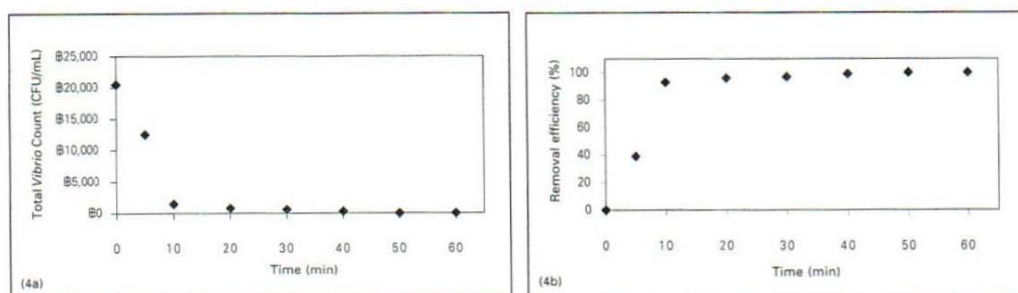 Total Vibrio Count (CFU/mL)
฿25,000
฿20,000
฿15,000
฿10,000
฿5,000
฿0
0 10 20 30 40 50 60
Time (min)
(4a)
Removal efficiency (%)
100
80
60
40
20
0
0 10 20 30 40 50 60
Time (min)
(4b)